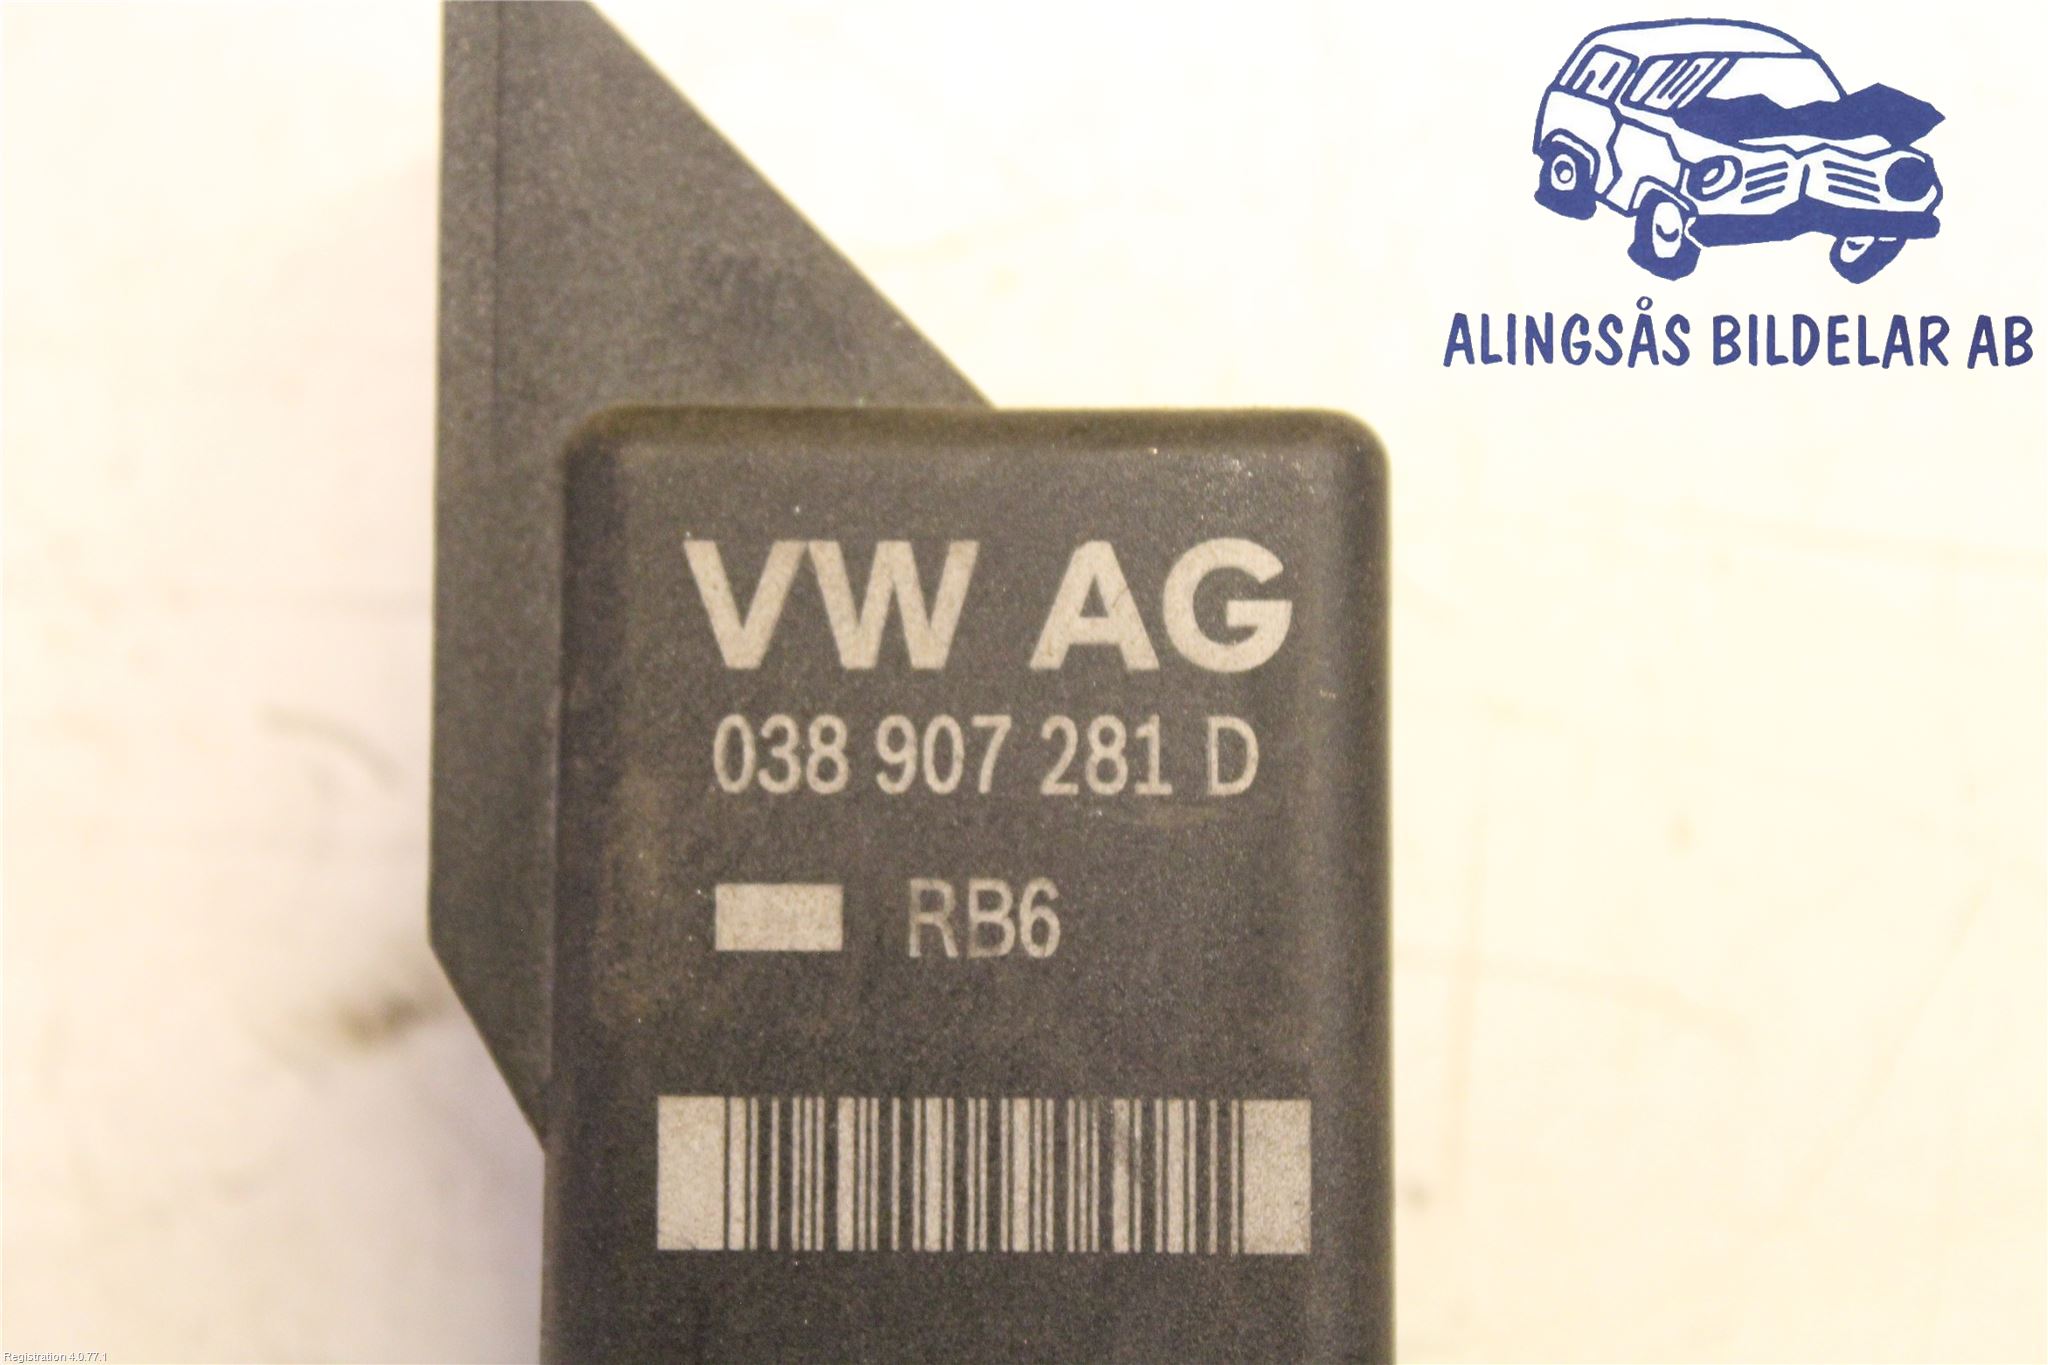 ALINGSÅS BILDELAR AB
VW AG
038 907 281 D
RB6
Registration 4.0.77.1